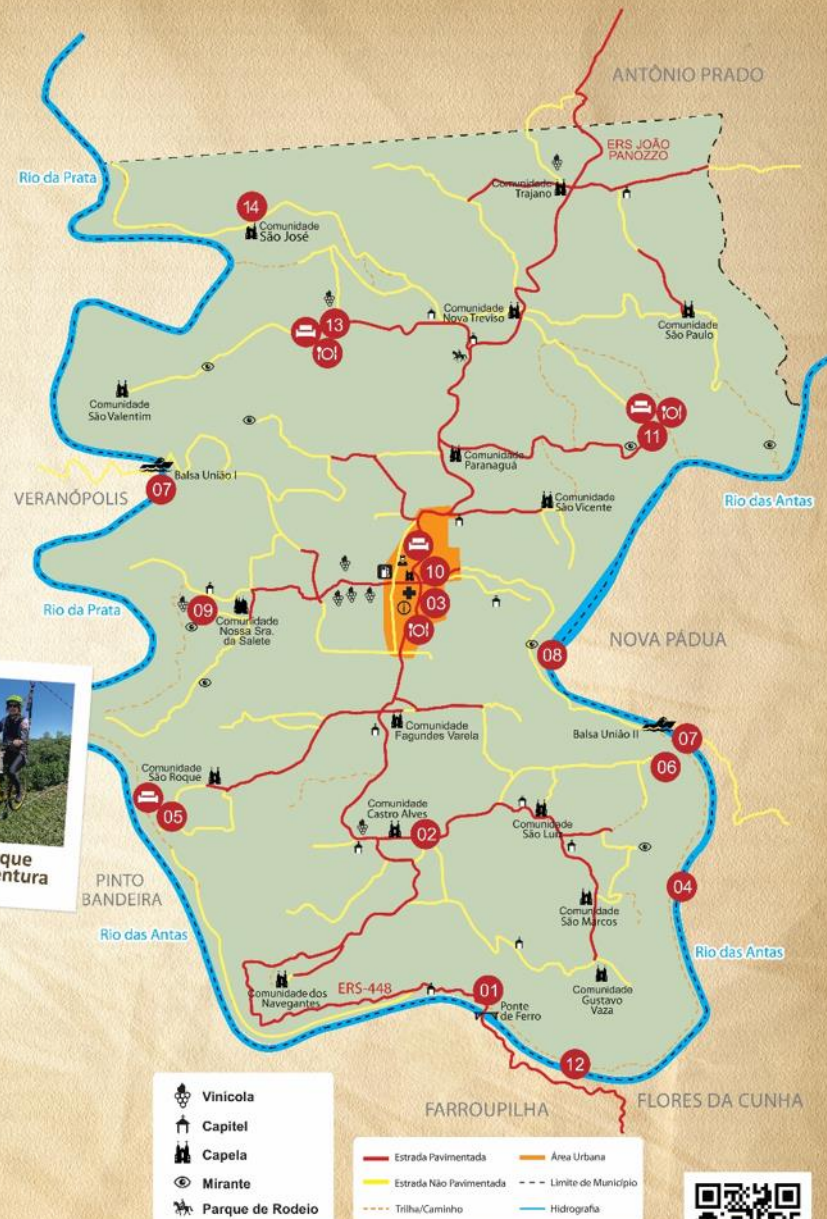 ANTÔNIO PRADO
ERS JOÃO
PANOZZO
Rio da Prata
Comunidade
Trajano
14
Comunidade
São José
Comunidade
Nova Treviso
13
Comunidade
São Paulo
Comunidade
São Valentim
11
Comunidade
Paranaguá
Balsa União I
07
VERANÓPOLIS
Comunidade
São Vicente
Rio das Antas
10
03
Rio da Prata
09
Comunidade
Nossa Sra.
da Salete
08
NOVA PÁDUA
Comunidade
Fagundes Varela
Balsa União II
07
06
Comunidade
São Roque
05
Comunidade
Castro Alves
02
Comunidade
São Luiz
que
entura
PINTO
BANDEIRA
04
Comunidade
São Marcos
Rio das Antas
Rio das Antas
Comunidade dos
Navegantes
ERS-448
01
Ponte
de Ferro
Comunidade
Gustavo
Vaza
12
FARROUPILHA
FLORES DA CUNHA
Vinícola
Capitel
Capela
Mirante
Parque de Rodeio
Estrada Pavimentada
Área Urbana
Estrada Não Pavimentada
Limite de Município
Trilha/Caminho
Hidrografia